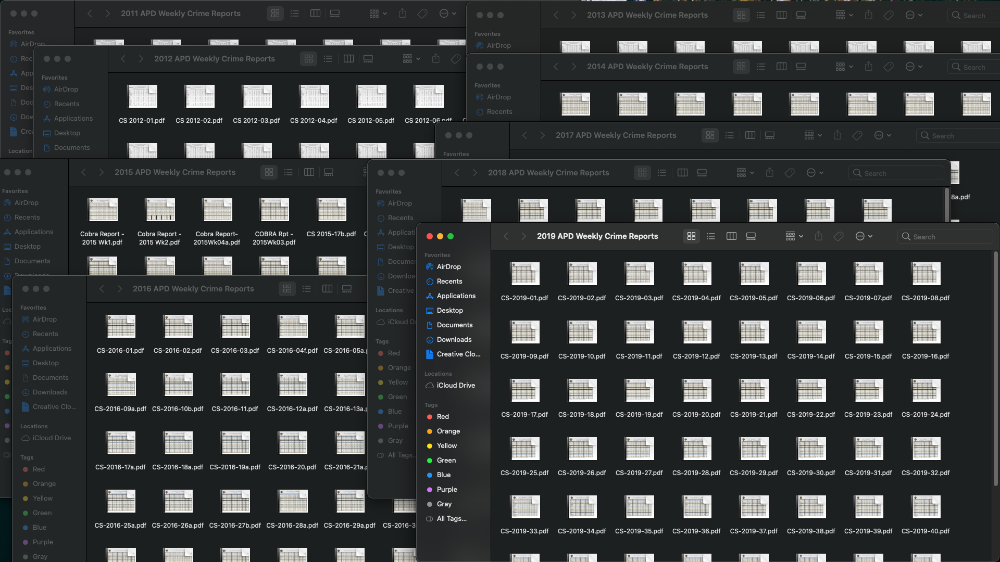 2011 APD Weekly Crime Reports
Favorites
AirDrop
2013 APD Weekly Crime Reports
Search
Favorites
AirDrop
2012 APD Weekly Crime Reports
Favorites
AirDrop
Recents
Applications
Desktop
Documents
CS 2012-01.pdf CS 2012-02.pdf CS 2012-03.pdf CS 2012-04.pdf CS 2012-05.pdf CS 2012-06.pdf
2014 APD Weekly Crime Reports
Search
Favorites
AirDrop
Recents
2017 APD Weekly Crime Reports
Search
Favorites
8a.pdf
2015 APD Weekly Crime Reports
Favorites
AirDrop
Recents
Applications
Desktop
Documents
Cobra Report - 2015 Wk1.pdf
Cobra Report - 2015 Wk2.pdf
Cobra Report- 2015Wk04a.pdf
COBRA Rpt - 2015Wk03.pdf
CS 2015-17b.pdf
2018 APD Weekly Crime Reports
Search
Favorites
AirDrop
Recents
Applicati
Desktop
Documen
Downloa
Creative
Locations
iCloud D
Tags
Red
Orange
Yellow
Green
Blue
Purple
Gray
All Tags...
2016 APD Weekly Crime Reports
Favorites
AirDrop
Recents
Applications
Desktop
Documents
Downloads
Creative Clo...
Locations
iCloud Drive
Tags
Red
Orange
Yellow
Green
Blue
Purple
Gray
CS-2016-01.pdf CS-2016-02.pdf CS-2016-03.pdf CS-2016-04f.pdf CS-2016-05a.p
CS-2016-09a.pdf CS-2016-10b.pdf CS-2016-11.pdf CS-2016-12a.pdf CS-2016-13a.p
CS-2016-17a.pdf CS-2016-18a.pdf CS-2016-19a.pdf CS-2016-20.pdf CS-2016-21a.p
CS-2016-25a.pdf CS-2016-26a.pdf CS-2016-27b.pdf CS-2016-28a.pdf CS-2016-29a.pdf CS-2016-3
2019 APD Weekly Crime Reports
Search
Favorites
AirDrop
Recents
Applications
Desktop
Documents
Downloads
Creative Clo...
Locations
iCloud Drive
Tags
Red
Orange
Yellow
Green
Blue
Purple
Gray
All Tags...
CS-2019-01.pdf CS-2019-02.pdf CS-2019-03.pdf CS-2019-04.pdf CS-2019-05.pdf CS-2019-06.pdf CS-2019-07.pdf CS-2019-08.pdf
CS-2019-09.pdf CS-2019-10.pdf CS-2019-11.pdf CS-2019-12.pdf CS-2019-13.pdf CS-2019-14.pdf CS-2019-15.pdf CS-2019-16.pdf
CS-2019-17.pdf CS-2019-18.pdf CS-2019-19.pdf CS-2019-20.pdf CS-2019-21.pdf CS-2019-22.pdf CS-2019-23.pdf CS-2019-24.pdf
CS-2019-25.pdf CS-2019-26.pdf CS-2019-27.pdf CS-2019-28.pdf CS-2019-29.pdf CS-2019-30.pdf CS-2019-31.pdf CS-2019-32.pdf
CS-2019-33.pdf CS-2019-34.pdf CS-2019-35.pdf CS-2019-36.pdf CS-2019-37.pdf CS-2019-38.pdf CS-2019-39.pdf CS-2019-40.pdf